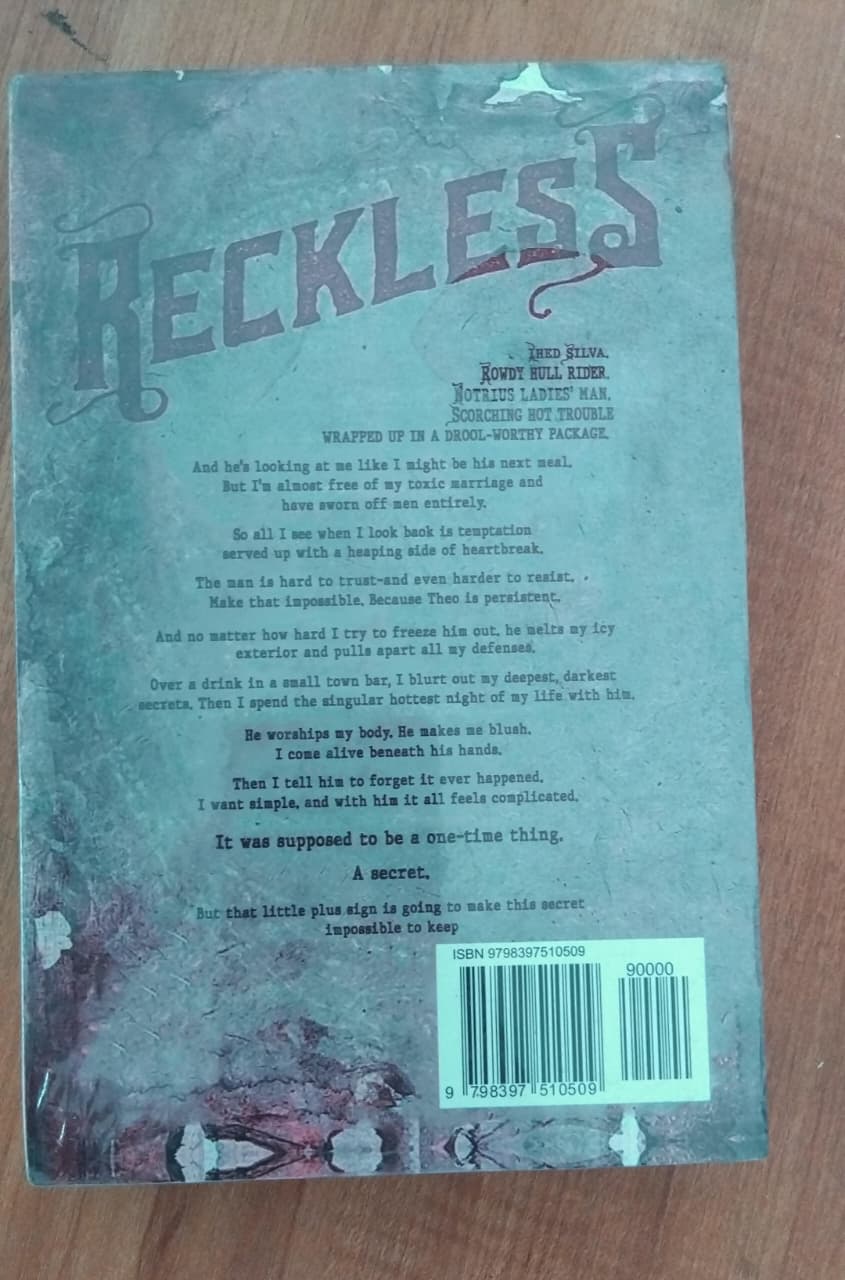 RECKLESS
THED SILVA.
ROWDY HULL RIDER.
NOTRIUS LADIES' MAN.
SCORCHING HOT TROUBLE
WRAPPED UP IN A DROOL-WORTHY PACKAGE.
And he's looking at me like I might be his next meal.
But I'm almost free of my toxic marriage and
have sworn off men entirely.
So all I see when I look back is temptation
served up with a heaping side of heartbreak.
The man is hard to trust-and even harder to resist.
Make that impossible. Because Theo is persistent.
And no matter how hard I try to freeze him out, he melts my icy
exterior and pulls apart all my defenses.
Over a drink in a small town bar, I blurt out my deepest, darkest
secrets. Then I spend the singular hottest night of my life with him.
He worships my body. He makes me blush.
I come alive beneath his hands.
Then I tell him to forget it ever happened.
I want simple, and with him it all feels complicated.
It was supposed to be a one-time thing.
A secret.
But that little plus sign is going to make this secret
impossible to keep
ISBN 9798397510509
90000
9 798397 510509